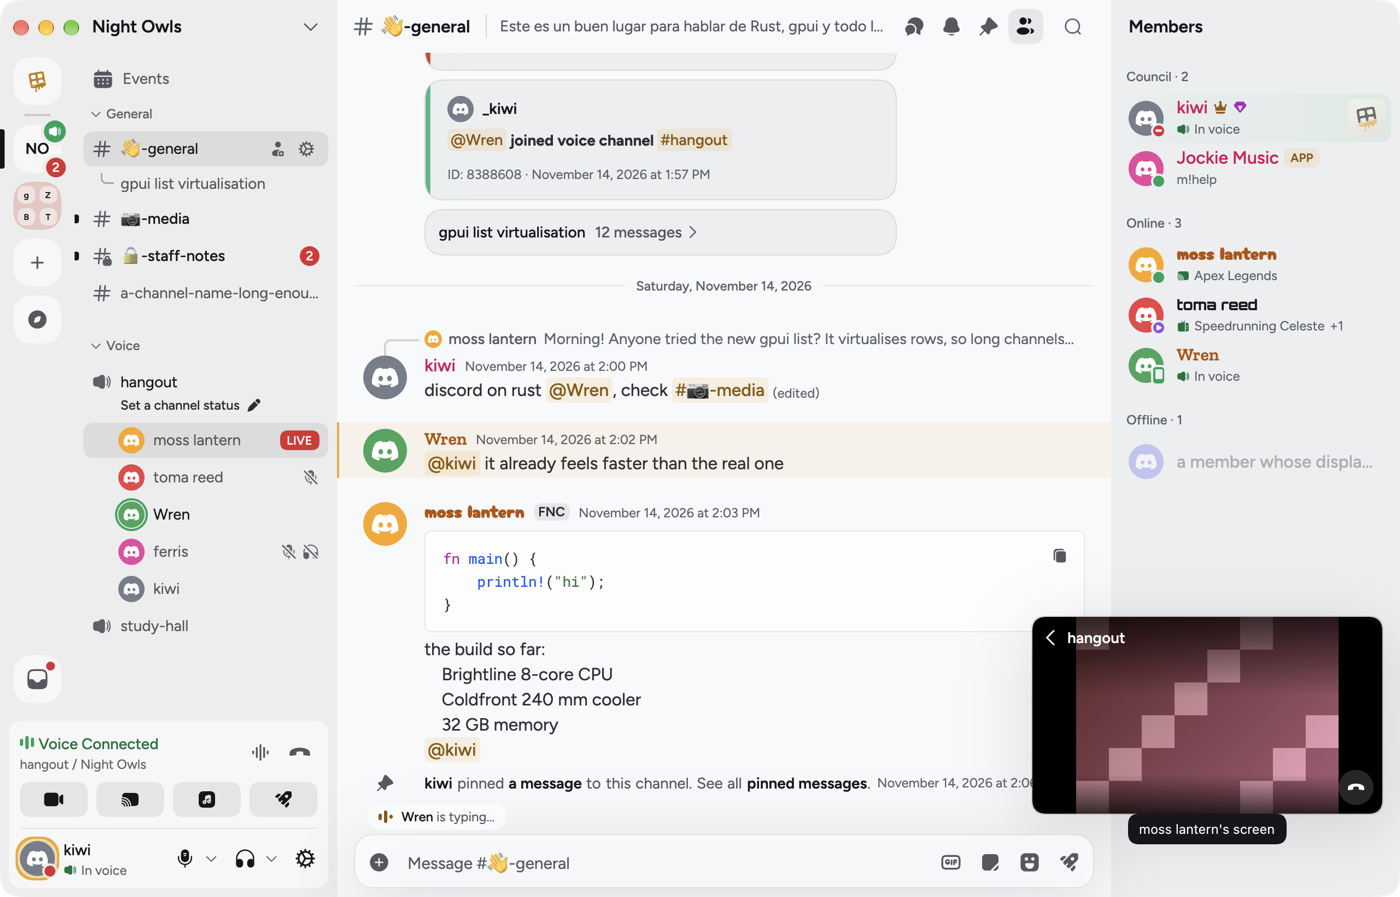 Night Owls
NO
2
g Z
B T
Events
General
👋-general
gpui list virtualisation
📷-media
🔒-staff-notes
2
a-channel-name-long-enou...
Voice
hangout
Set a channel status
moss lantern
LIVE
toma reed
Wren
ferris
kiwi
study-hall
Voice Connected
hangout / Night Owls
kiwi
In voice
👋-general
Este es un buen lugar para hablar de Rust, gpui y todo l...
_kiwi
@Wren joined voice channel #hangout
ID: 8388608 · November 14, 2026 at 1:57 PM
gpui list virtualisation 12 messages
Saturday, November 14, 2026
moss lantern Morning! Anyone tried the new gpui list? It virtualises rows, so long channels...
kiwi November 14, 2026 at 2:00 PM
discord on rust @Wren, check #📷-media (edited)
Wren November 14, 2026 at 2:02 PM
@kiwi it already feels faster than the real one
moss lantern FNC November 14, 2026 at 2:03 PM
fn main() {
    println!("hi");
}
the build so far:
Brightline 8-core CPU
Coldfront 240 mm cooler
32 GB memory
@kiwi
kiwi pinned a message to this channel. See all pinned messages. November 14, 2026 at 2:06
Wren is typing...
Message #👋-general
GIF
Members
Council · 2
kiwi
In voice
Jockie Music APP
m!help
Online · 3
moss lantern
Apex Legends
toma reed
Speedrunning Celeste +1
Wren
In voice
Offline · 1
a member whose displa...
hangout
moss lantern's screen